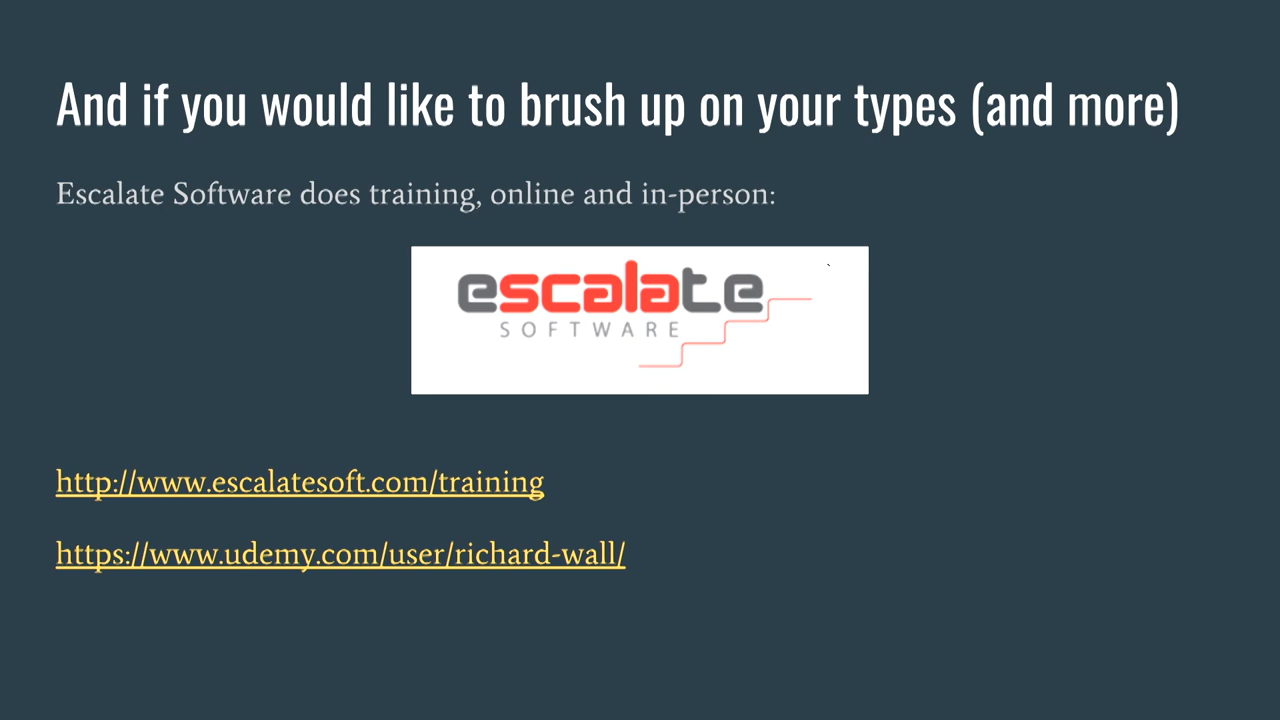 And if you would like to brush up on your types (and more)
Escalate Software does training, online and in-person:
escalate
SOFTWARE
http://www.escalatesoft.com/training
https://www.udemy.com/user/richard-wall/